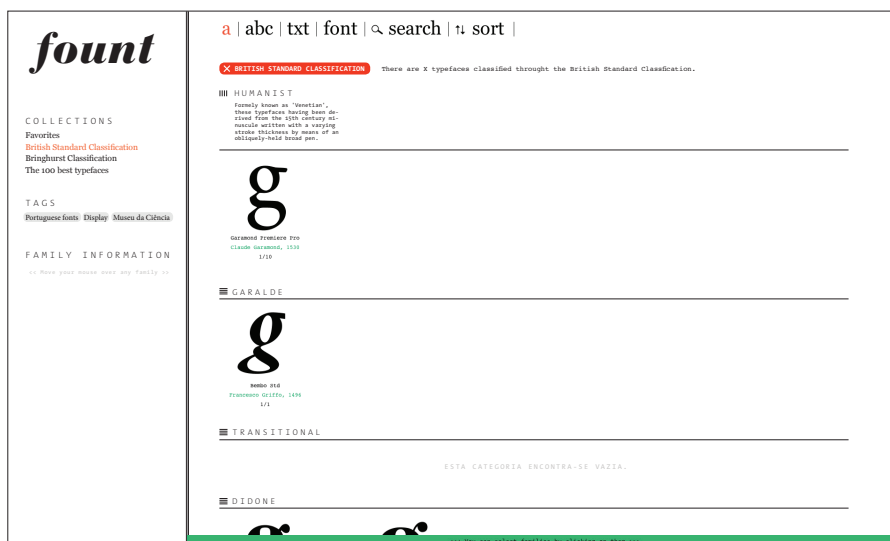 fount
COLLECTIONS
Favorites
British Standard Classification
Bringhurst Classification
The 100 best typefaces
TAGS
Portuguese fonts Display Museu da Ciência
FAMILY INFORMATION
<< Move your mouse over any family >>
a | abc | txt | font | search | ↑↓ sort |
BRITISH STANDARD CLASSIFICATION There are X typefaces classified throught the British Standard Classfication.
HUMANIST
Formely known as 'Venetian',
these typefaces having been de-
rived from the 15th century mi-
nuscule written with a varying
stroke thickness by means of an
obliquely-held broad pen.
g
Garamond Premiere Pro
Claude Garamond, 1530
1/10
GARALDE
g
Bembo Std
Francesco Griffo, 1496
1/1
TRANSITIONAL
ESTA CATEGORIA ENCONTRA-SE VAZIA.
DIDONE